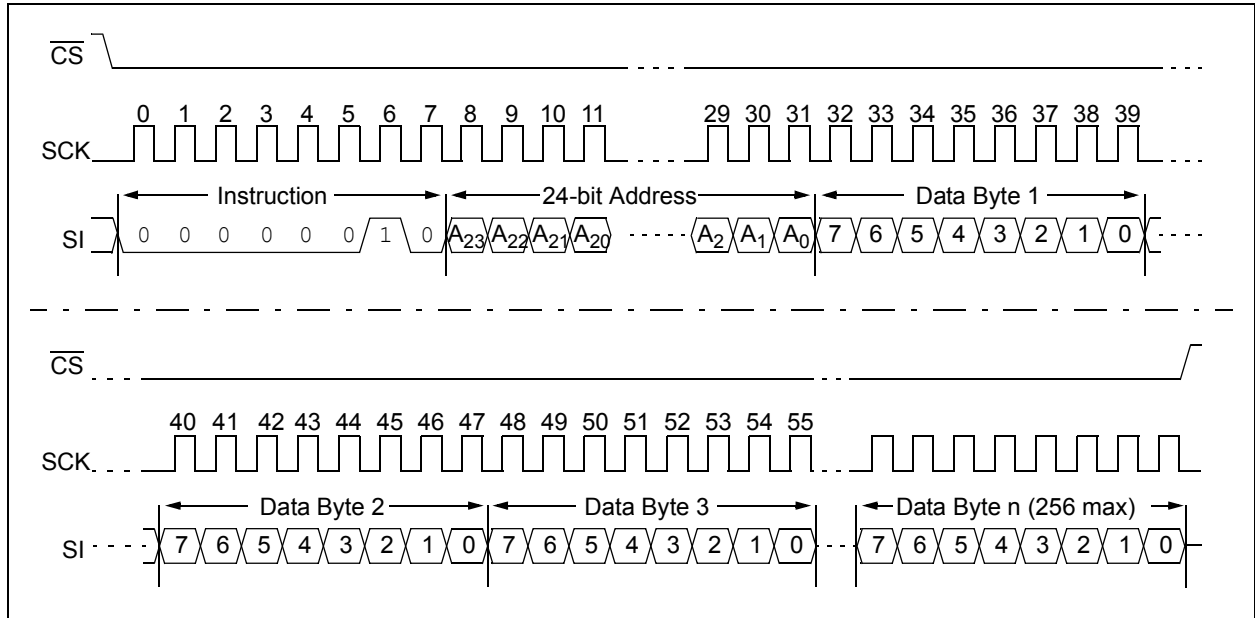 CS
0 1 2 3 4 5 6 7 8 9 10 11 29 30 31 32 33 34 35 36 37 38 39
SCK
Instruction 24-bit Address Data Byte 1
SI 0 0 0 0 0 0 1 0 A23 A22 A21 A20 A2 A1 A0 7 6 5 4 3 2 1 0
CS
40 41 42 43 44 45 46 47 48 49 50 51 52 53 54 55
SCK
Data Byte 2 Data Byte 3 Data Byte n (256 max)
SI 7 6 5 4 3 2 1 0 7 6 5 4 3 2 1 0 7 6 5 4 3 2 1 0